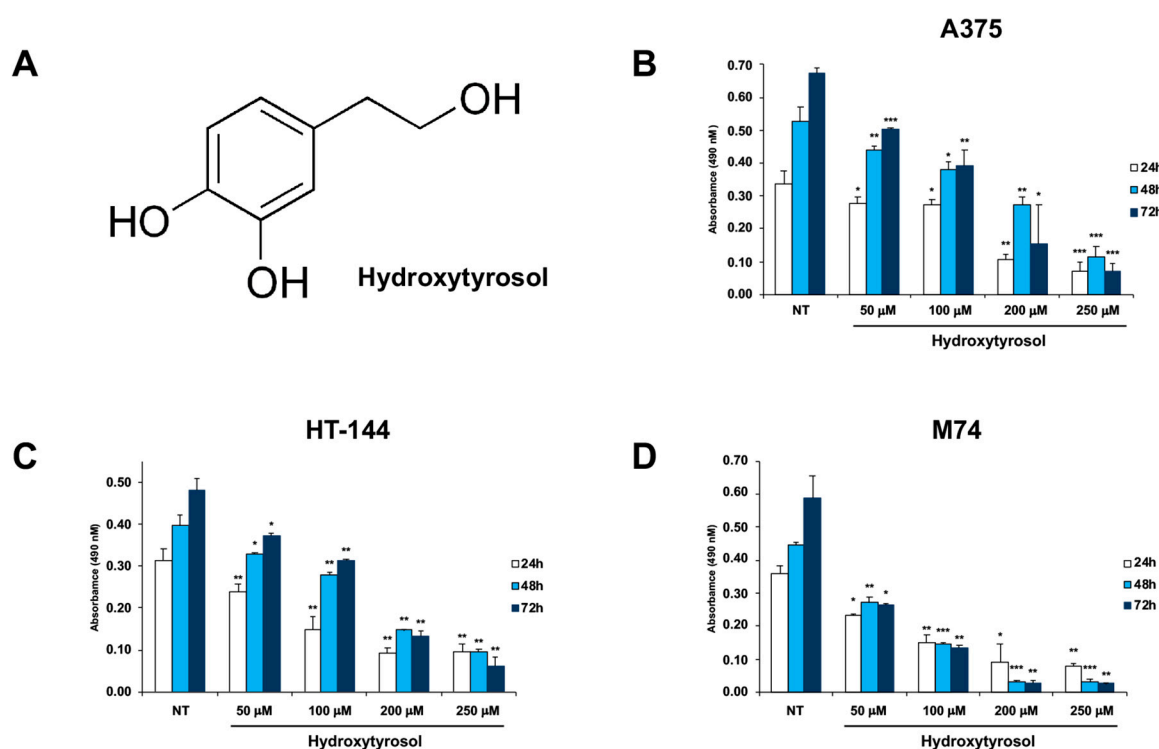 A
OH
HO
OH
Hydroxytyrosol
B
A375
Absorbamce (490 nM)
0.70
0.60
0.50
0.40
0.30
0.20
0.10
0.00
* ** ***
* * **
** ** *
*** *** ***
24h
48h
72h
NT 50 µM 100 µM 200 µM 250 µM
Hydroxytyrosol
C
HT-144
Absorbamce (490 nM)
0.50
0.40
0.30
0.20
0.10
0.00
** * *
** ** **
** ** **
** ** **
24h
48h
72h
NT 50 µM 100 µM 200 µM 250 µM
Hydroxytyrosol
D
M74
Absorbamce (490 nM)
0.70
0.60
0.50
0.40
0.30
0.20
0.10
0.00
* ** *
** *** **
* *** **
** *** **
24h
48h
72h
NT 50 µM 100 µM 200 µM 250 µM
Hydroxytyrosol